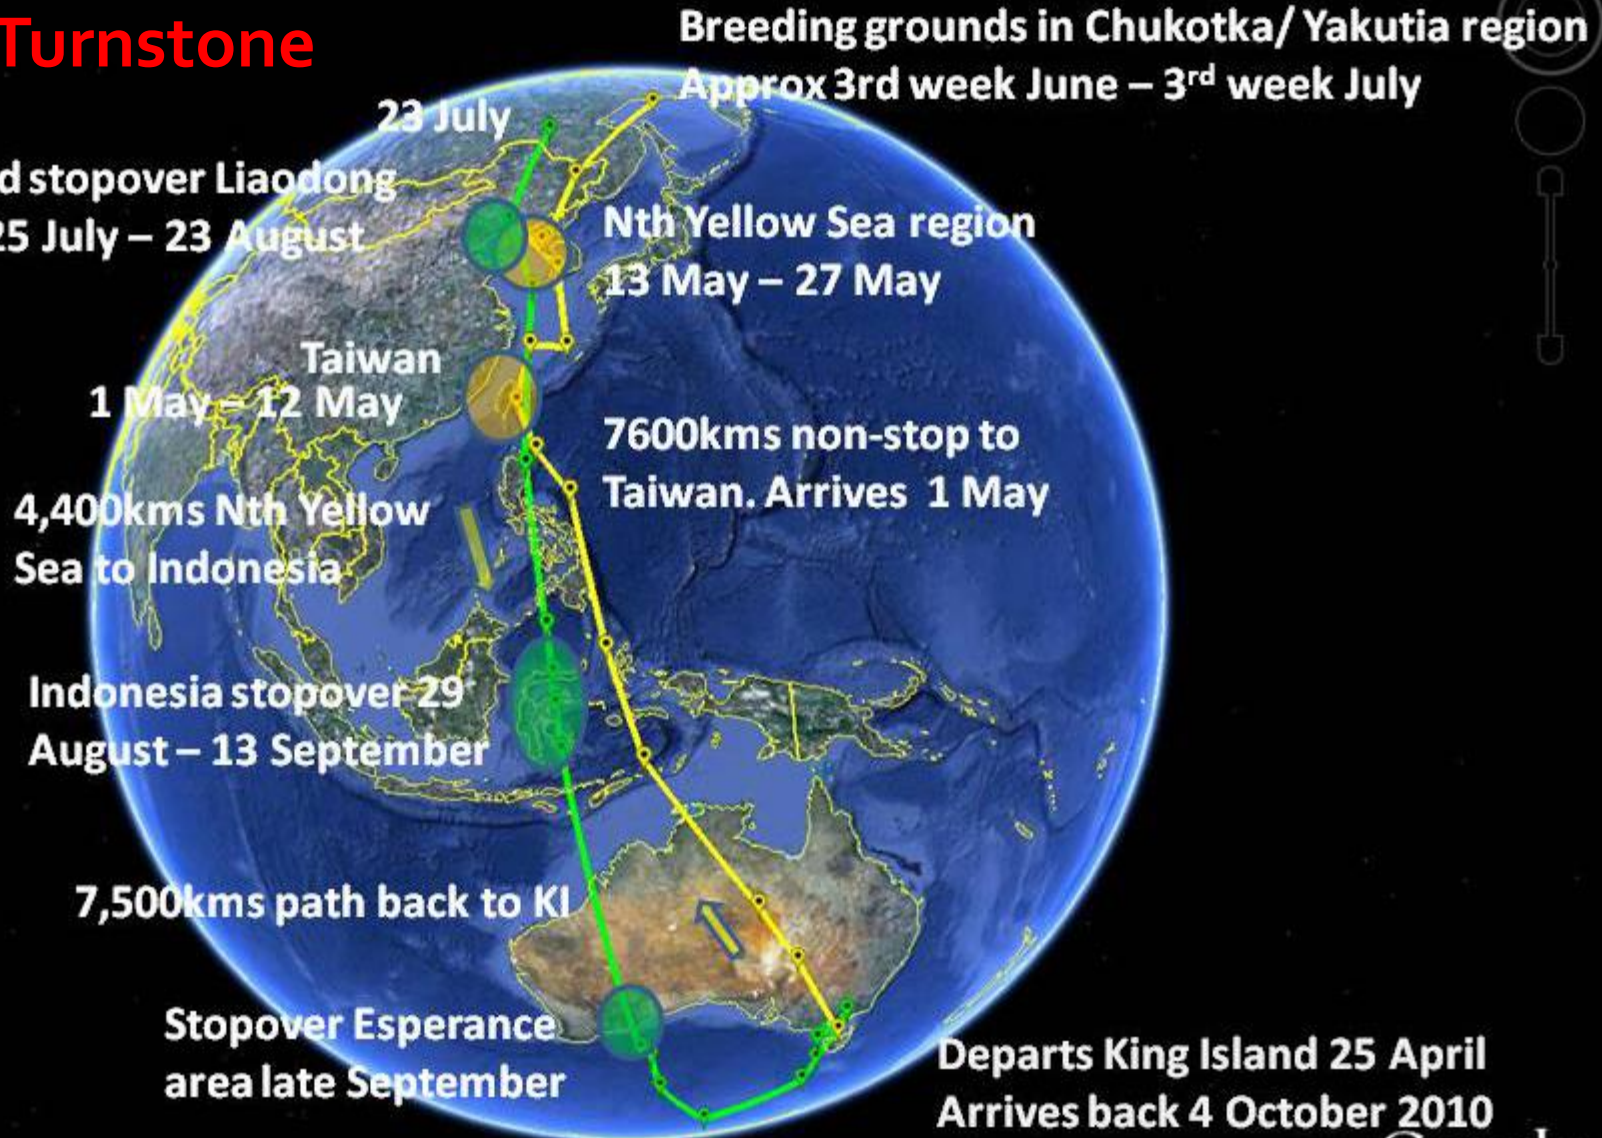 Turnstone
Breeding grounds in Chukotka/ Yakutia region
Approx 3rd week June – 3rd week July
23 July
d stopover Liaodong
25 July – 23 August
Nth Yellow Sea region
13 May – 27 May
Taiwan
1 May – 12 May
7600kms non-stop to
Taiwan. Arrives 1 May
4,400kms Nth Yellow
Sea to Indonesia
Indonesia stopover 29
August – 13 September
7,500kms path back to KI
Stopover Esperance
area late September
Departs King Island 25 April
Arrives back 4 October 2010